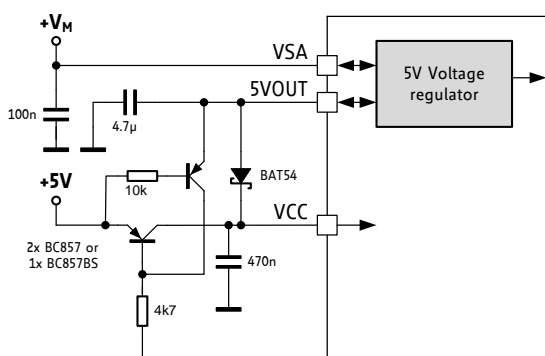 +VM
VSA
5V Voltage
regulator
5VOUT
100n
4.7µ
+5V
10k
BAT54
VCC
2x BC857 or
1x BC857BS
470n
4k7